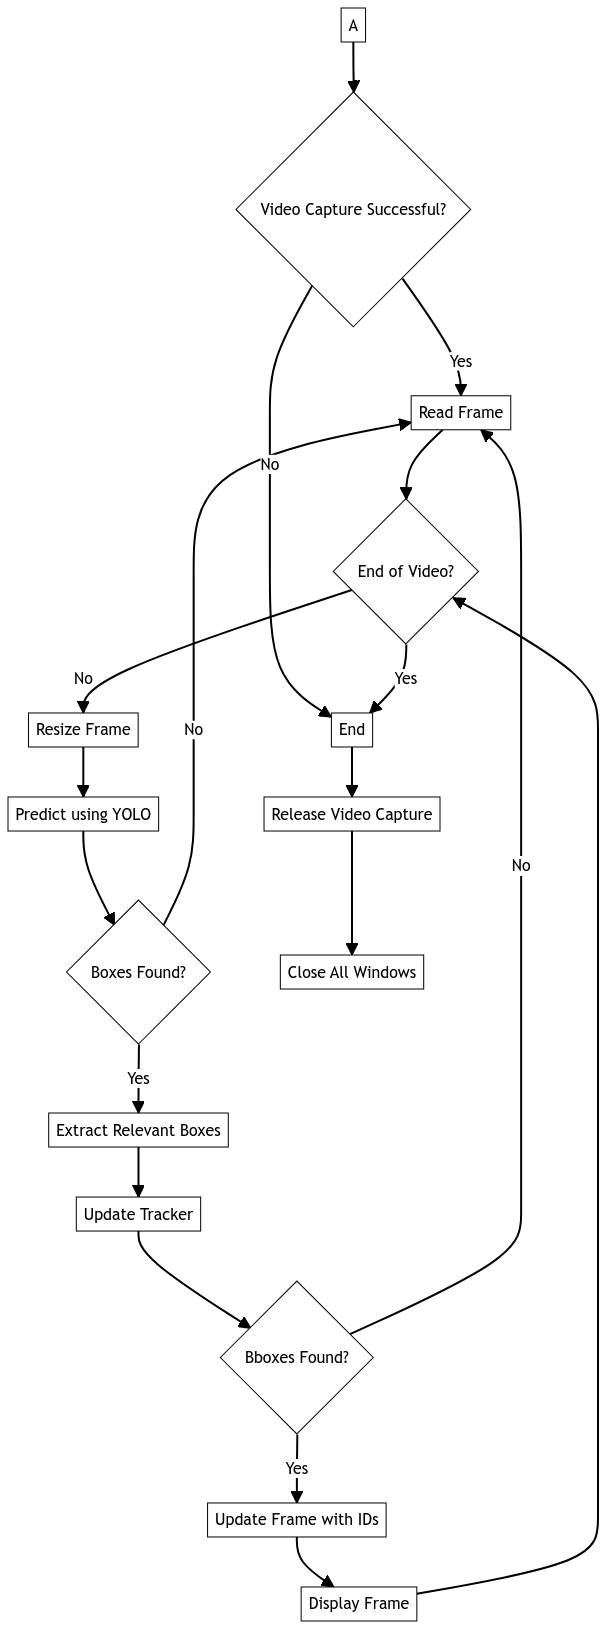 A
Video Capture Successful?
Yes
Read Frame
No
End of Video?
No
Yes
Resize Frame
No
End
Predict using YOLO
Release Video Capture
No
Boxes Found?
Close All Windows
Yes
Extract Relevant Boxes
Update Tracker
Bboxes Found?
Yes
Update Frame with IDs
Display Frame